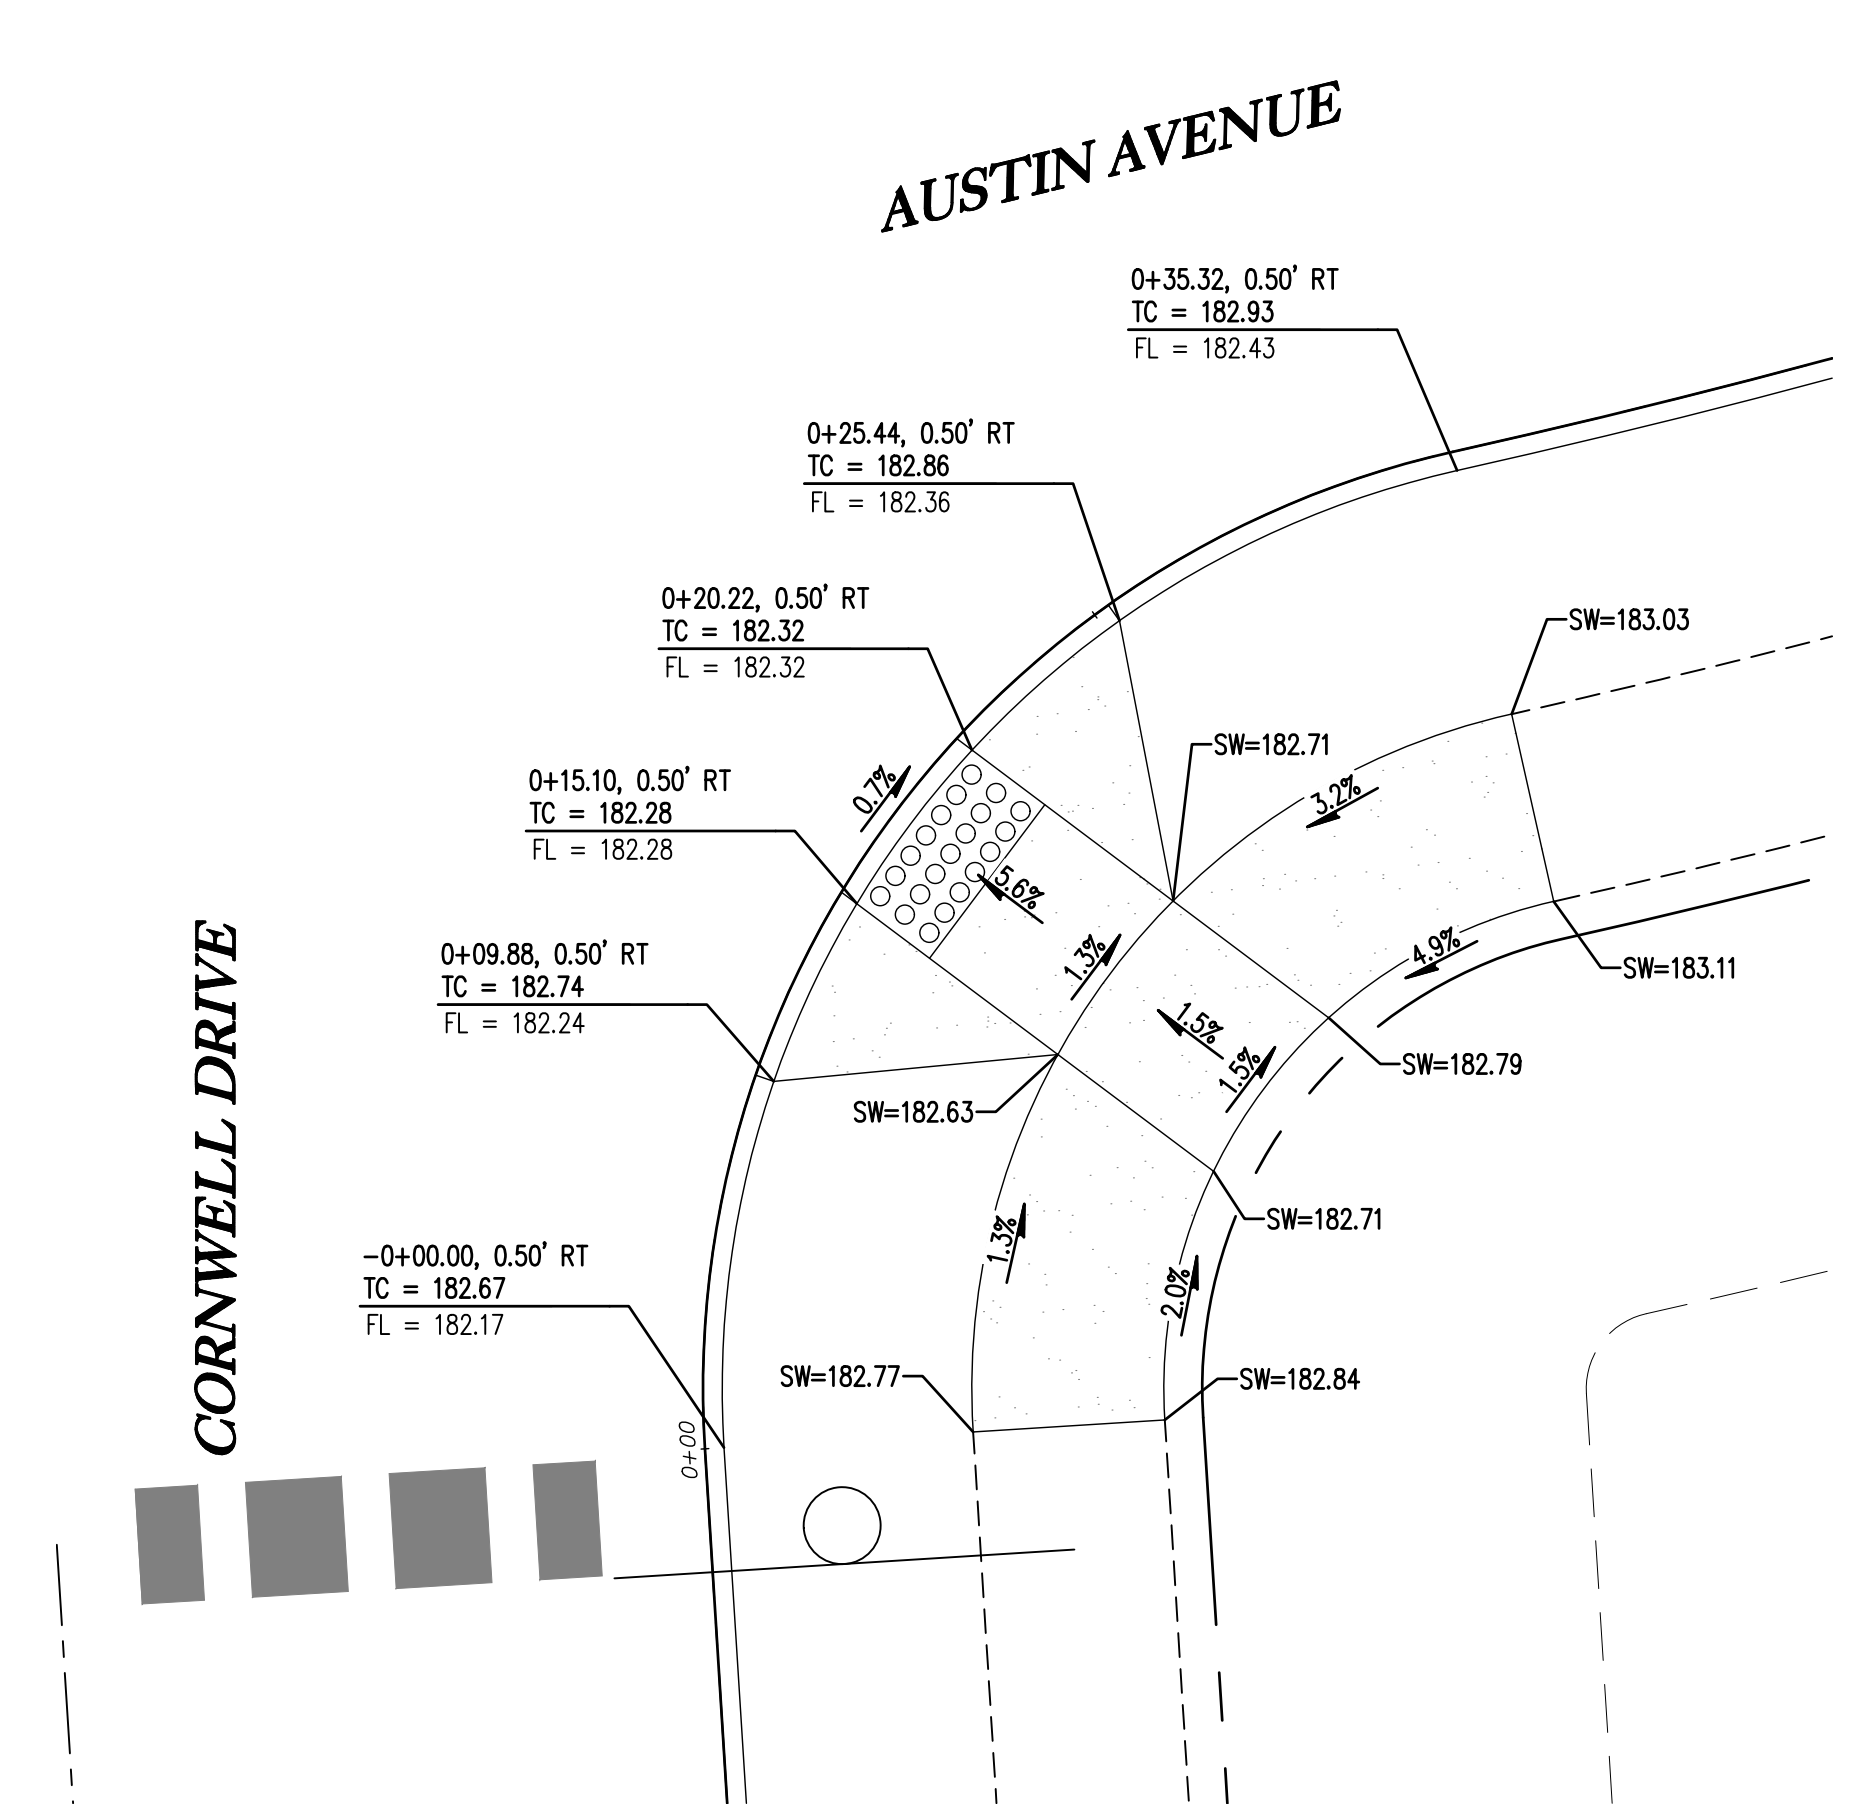 AUSTIN AVENUE
0+35.32, 0.50' RT
TC = 182.93
FL = 182.43
0+25.44, 0.50' RT
TC = 182.86
FL = 182.36
0+20.22, 0.50' RT
TC = 182.32
FL = 182.32
SW=183.03
SW=182.71
0+15.10, 0.50' RT
TC = 182.28
FL = 182.28
0.7%
3.2%
5.6%
0+09.88, 0.50' RT
TC = 182.74
FL = 182.24
1.3%
4.9%
SW=183.11
1.5%
1.5%
SW=182.79
SW=182.63
CORNWELL DRIVE
SW=182.71
-0+00.00, 0.50' RT
TC = 182.67
FL = 182.17
1.3%
2.0%
SW=182.77
SW=182.84
0+00